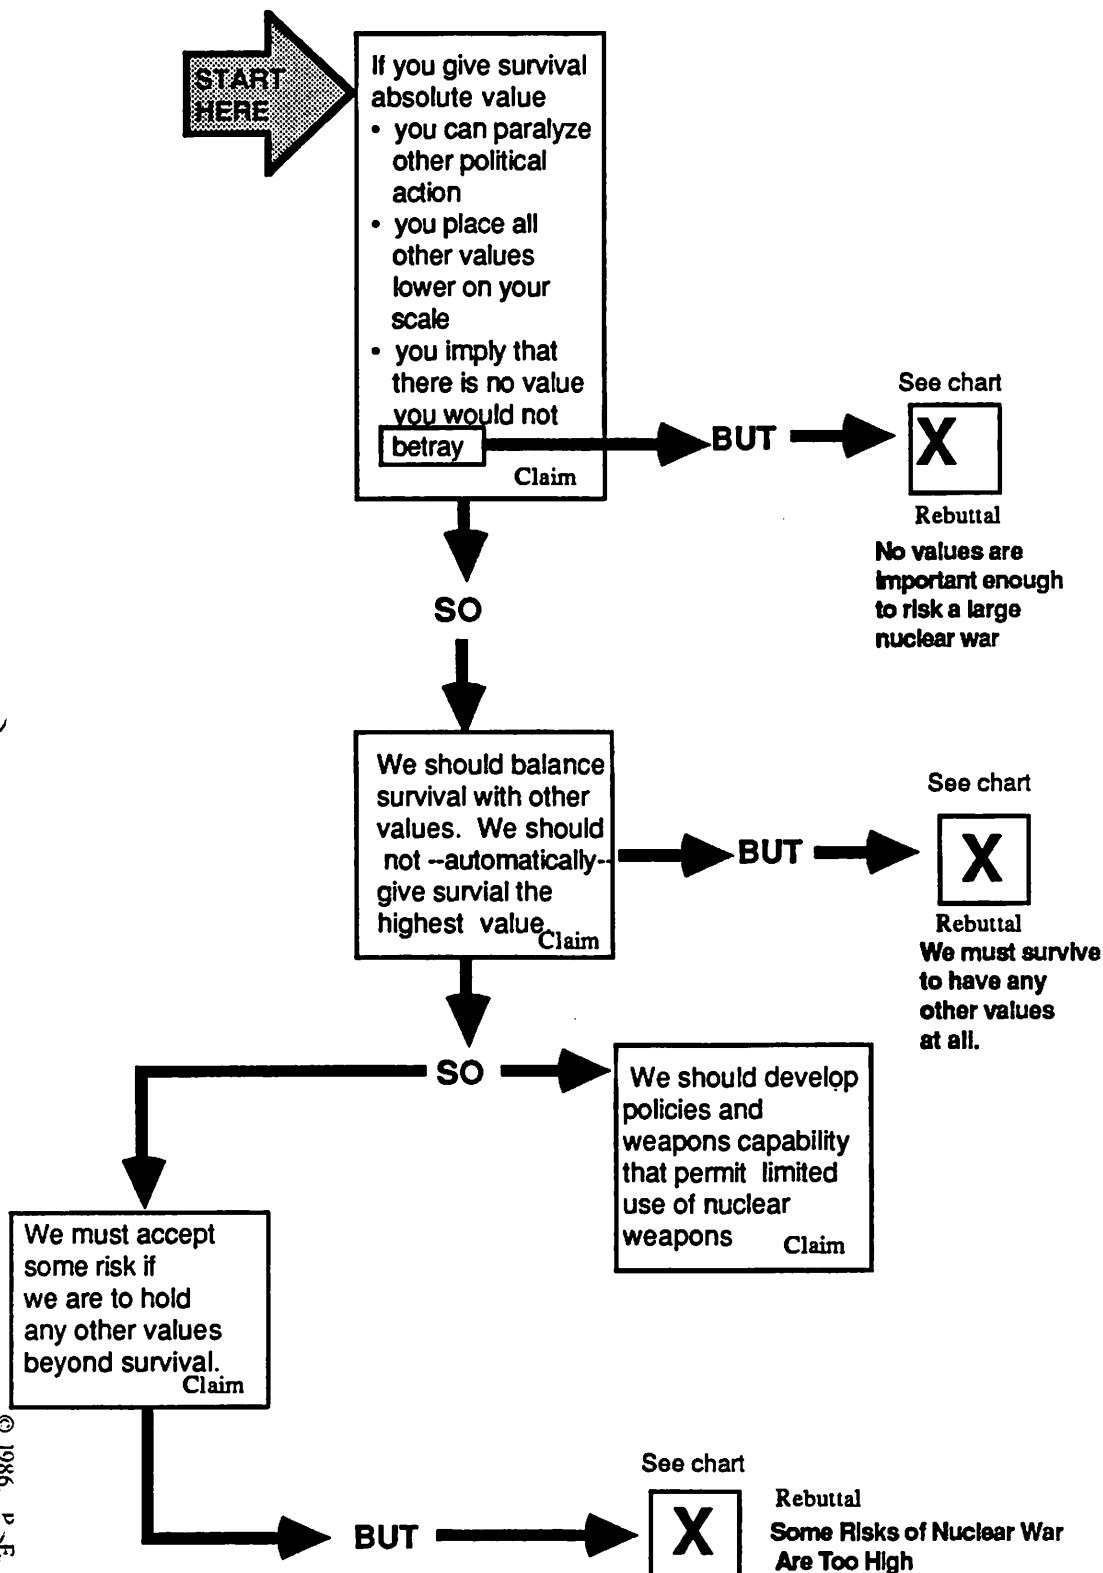 START
HERE
If you give survival
absolute value
• you can paralyze
other political
action
• you place all
other values
lower on your
scale
• you imply that
there is no value
you would not
betray
Claim
BUT
See chart
X
Rebuttal
No values are
important enough
to risk a large
nuclear war
SO
We should balance
survival with other
values. We should
not --automatically--
give survial the
highest value.
Claim
BUT
See chart
X
Rebuttal
We must survive
to have any
other values
at all.
SO
We should develop
policies and
weapons capability
that permit limited
use of nuclear
weapons
Claim
We must accept
some risk if
we are to hold
any other values
beyond survival.
Claim
BUT
See chart
X
Rebuttal
Some Risks of Nuclear War
Are Too High
© 1986